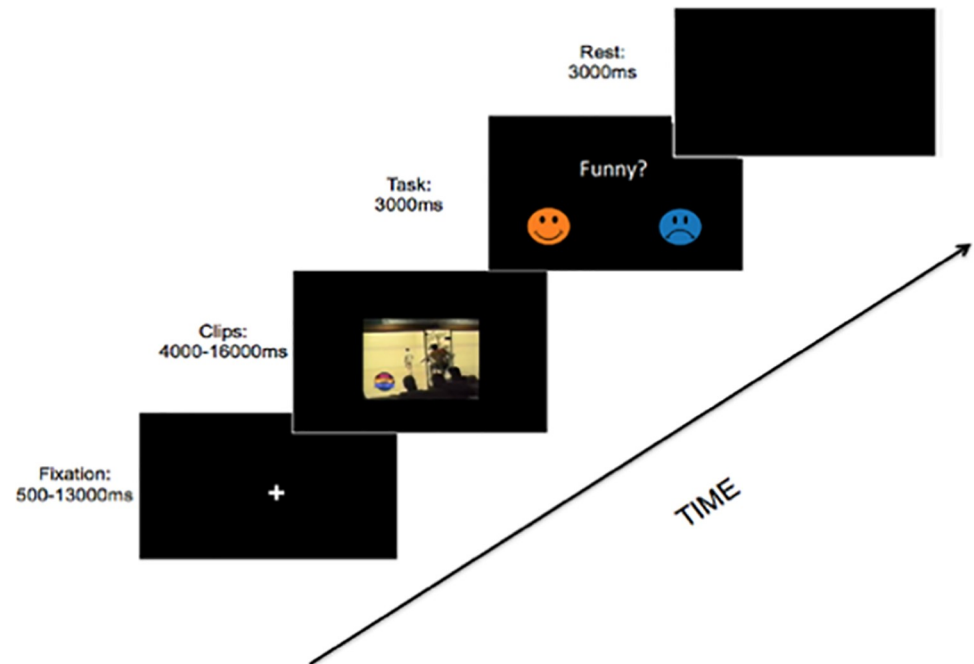 Rest:
3000ms
Funny?
Task:
3000ms
Clips:
4000-16000ms
Fixation:
500-13000ms
TIME